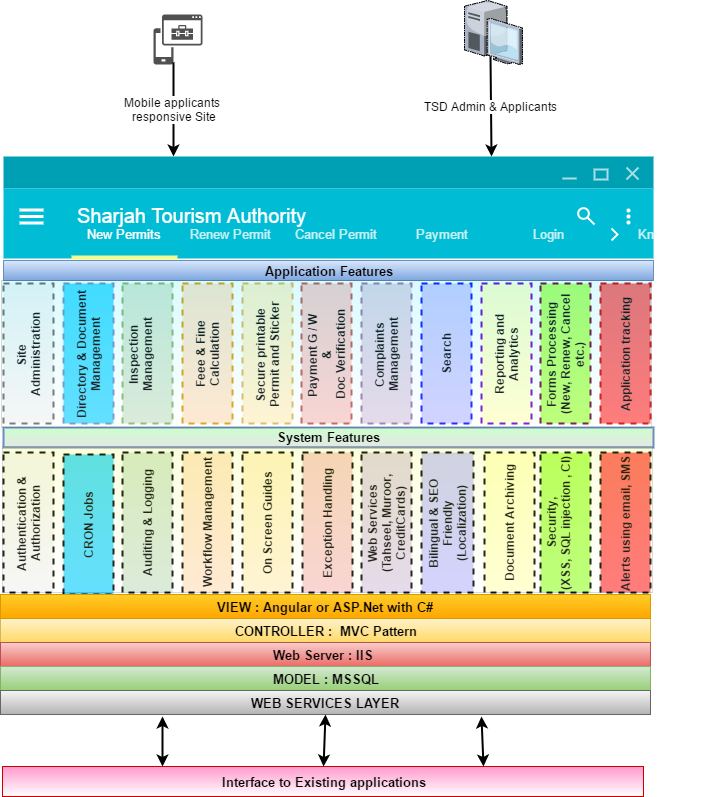 Mobile applicants
responsive Site
TSD Admin & Applicants
Sharjah Tourism Authority
New Permits
Renew Permit
Cancel Permit
Payment
Login
Kn
Application Features
Site
Administration
Directory & Document
Management
Inspection
Management
Feee & Fine
Calculation
Secure printable
Permit and Sticker
Payment G / W
&
Doc Verification
Complaints
Management
Search
Reporting and
Analytics
Forms Processing
(New, Renew, Cancel
etc.)
Application tracking
System Features
Authentication &
Authorization
CRON Jobs
Auditing & Logging
Workflow Management
On Screen Guides
Exception Handling
Web Services
(Tahseel, Muroor,
CreditCards)
Bilingual & SEO
Friendly
(Localization)
Document Archiving
Security,
(XSS, SQL injection , CI)
Alerts using email, SMS
VIEW : Angular or ASP.Net with C#
CONTROLLER : MVC Pattern
Web Server : IIS
MODEL : MSSQL
WEB SERVICES LAYER
Interface to Existing applications